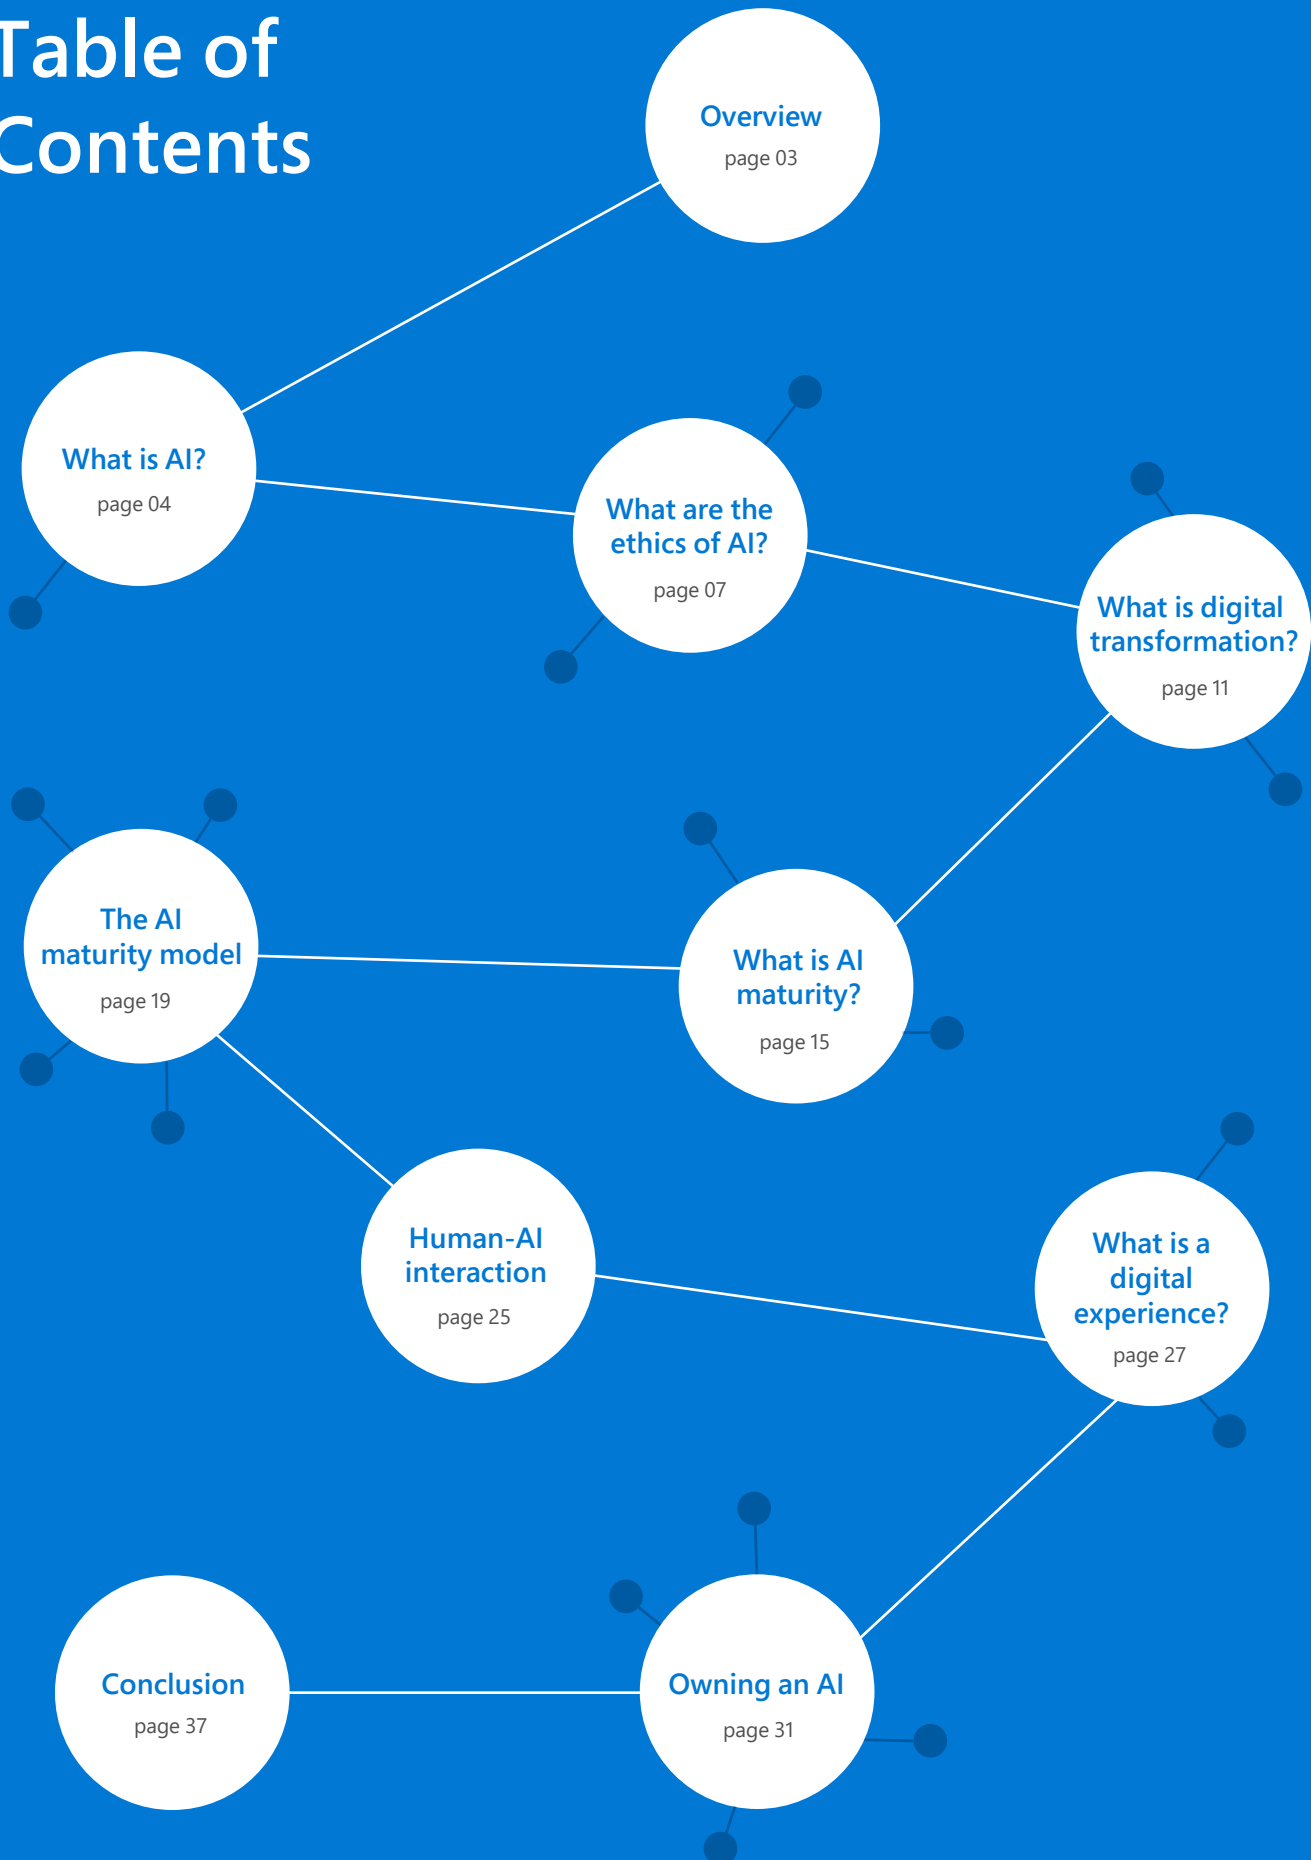 Table of
Contents
Overview
page 03
What is AI?
page 04
What are the
ethics of AI?
page 07
What is digital
transformation?
page 11
What is AI
maturity?
page 15
The AI
maturity model
page 19
Human-AI
interaction
page 25
What is a
digital
experience?
page 27
Owning an AI
page 31
Conclusion
page 37